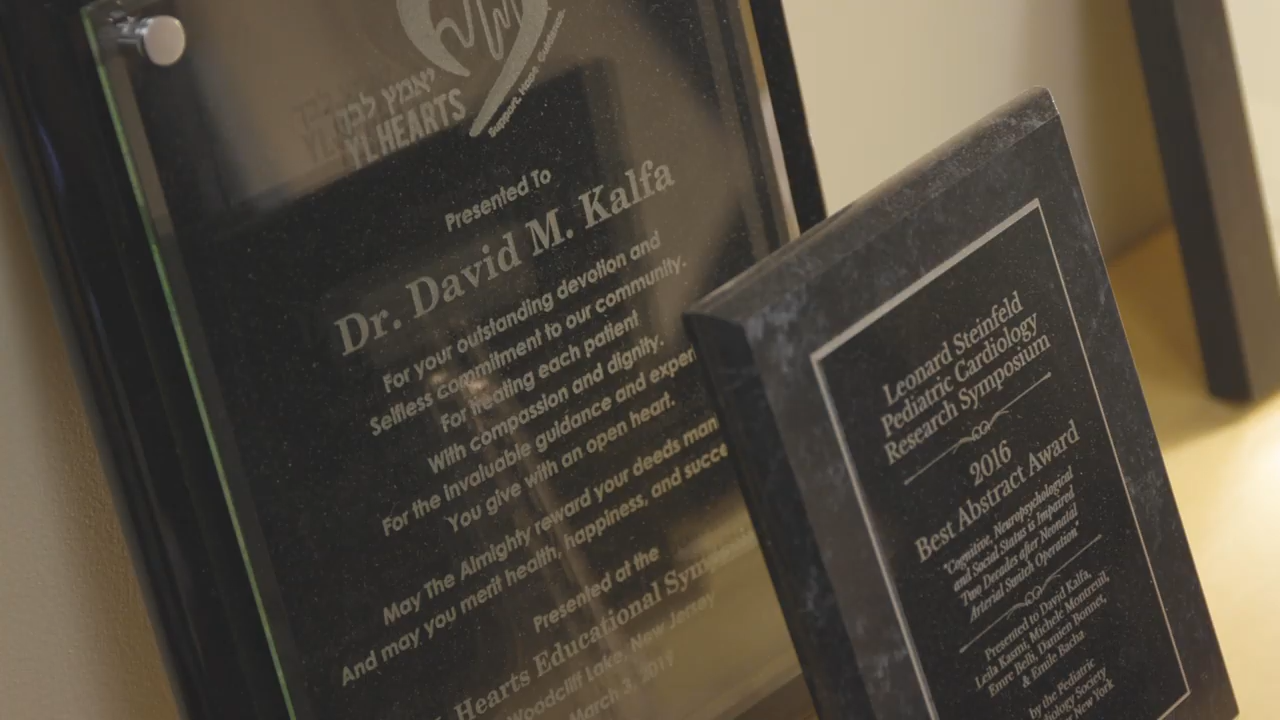 Support. Hope. Guidance.
יאמץ לבך
YL HEARTS
Presented To
Dr. David M. Kalfa
For your outstanding devotion and
Selfless commitment to our community.
For treating each patient
With compassion and dignity.
For the invaluable guidance and
You give with an open heart.
May The Almighty reward your deeds
And may you merit health, happiness, and
Presented at the
Hearts Educational
Woodcliff Lake, New Jersey
March 3,
Leonard Steinfeld
Pediatric Cardiology
Research Symposium
2016
Best Abstract Award
"Cognitive, Neuropsychological
and Social Status is Impaired
Two Decades after Neonatal
Arterial Switch Operation"
Presented to David Kalfa,
Leila Kasmi, Michele Montreuil,
Emre Belli, Damien Bonnet,
& Emile Bacha
by the Pediatric
Society
New York